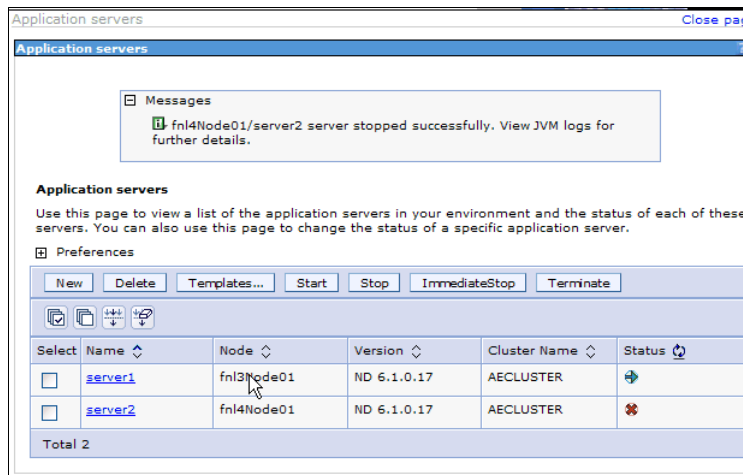 Application servers
Close pag
Application servers
?
Messages
fnl4Node01/server2 server stopped successfully. View JVM logs for
further details.
Application servers
Use this page to view a list of the application servers in your environment and the status of each of these
servers. You can also use this page to change the status of a specific application server.
Preferences
New Delete Templates... Start Stop ImmediateStop Terminate
Select Name Node Version Cluster Name Status
server1 fnl3Node01 ND 6.1.0.17 AECLUSTER
server2 fnl4Node01 ND 6.1.0.17 AECLUSTER
Total 2